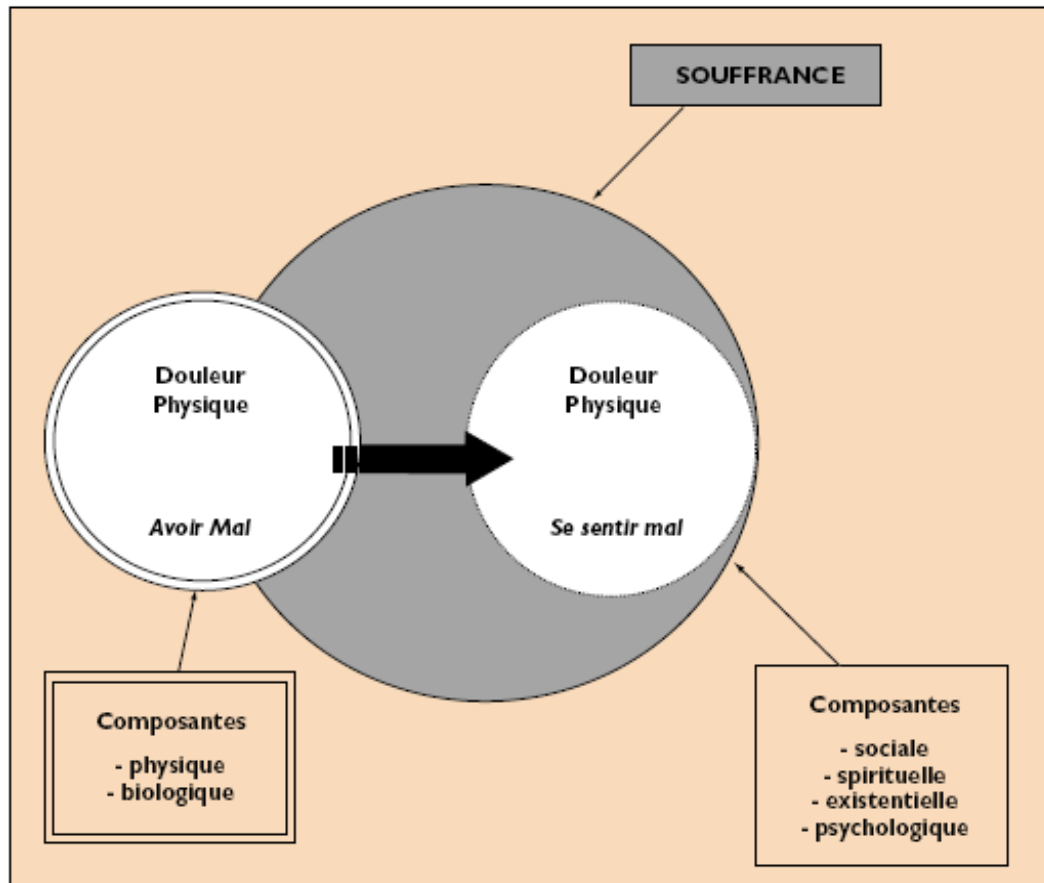 SOUFFRANCE
Douleur
Physique
Avoir Mal
Douleur
Physique
Se sentir mal
Composantes
- physique
- biologique
Composantes
- sociale
- spirituelle
- existentielle
- psychologique